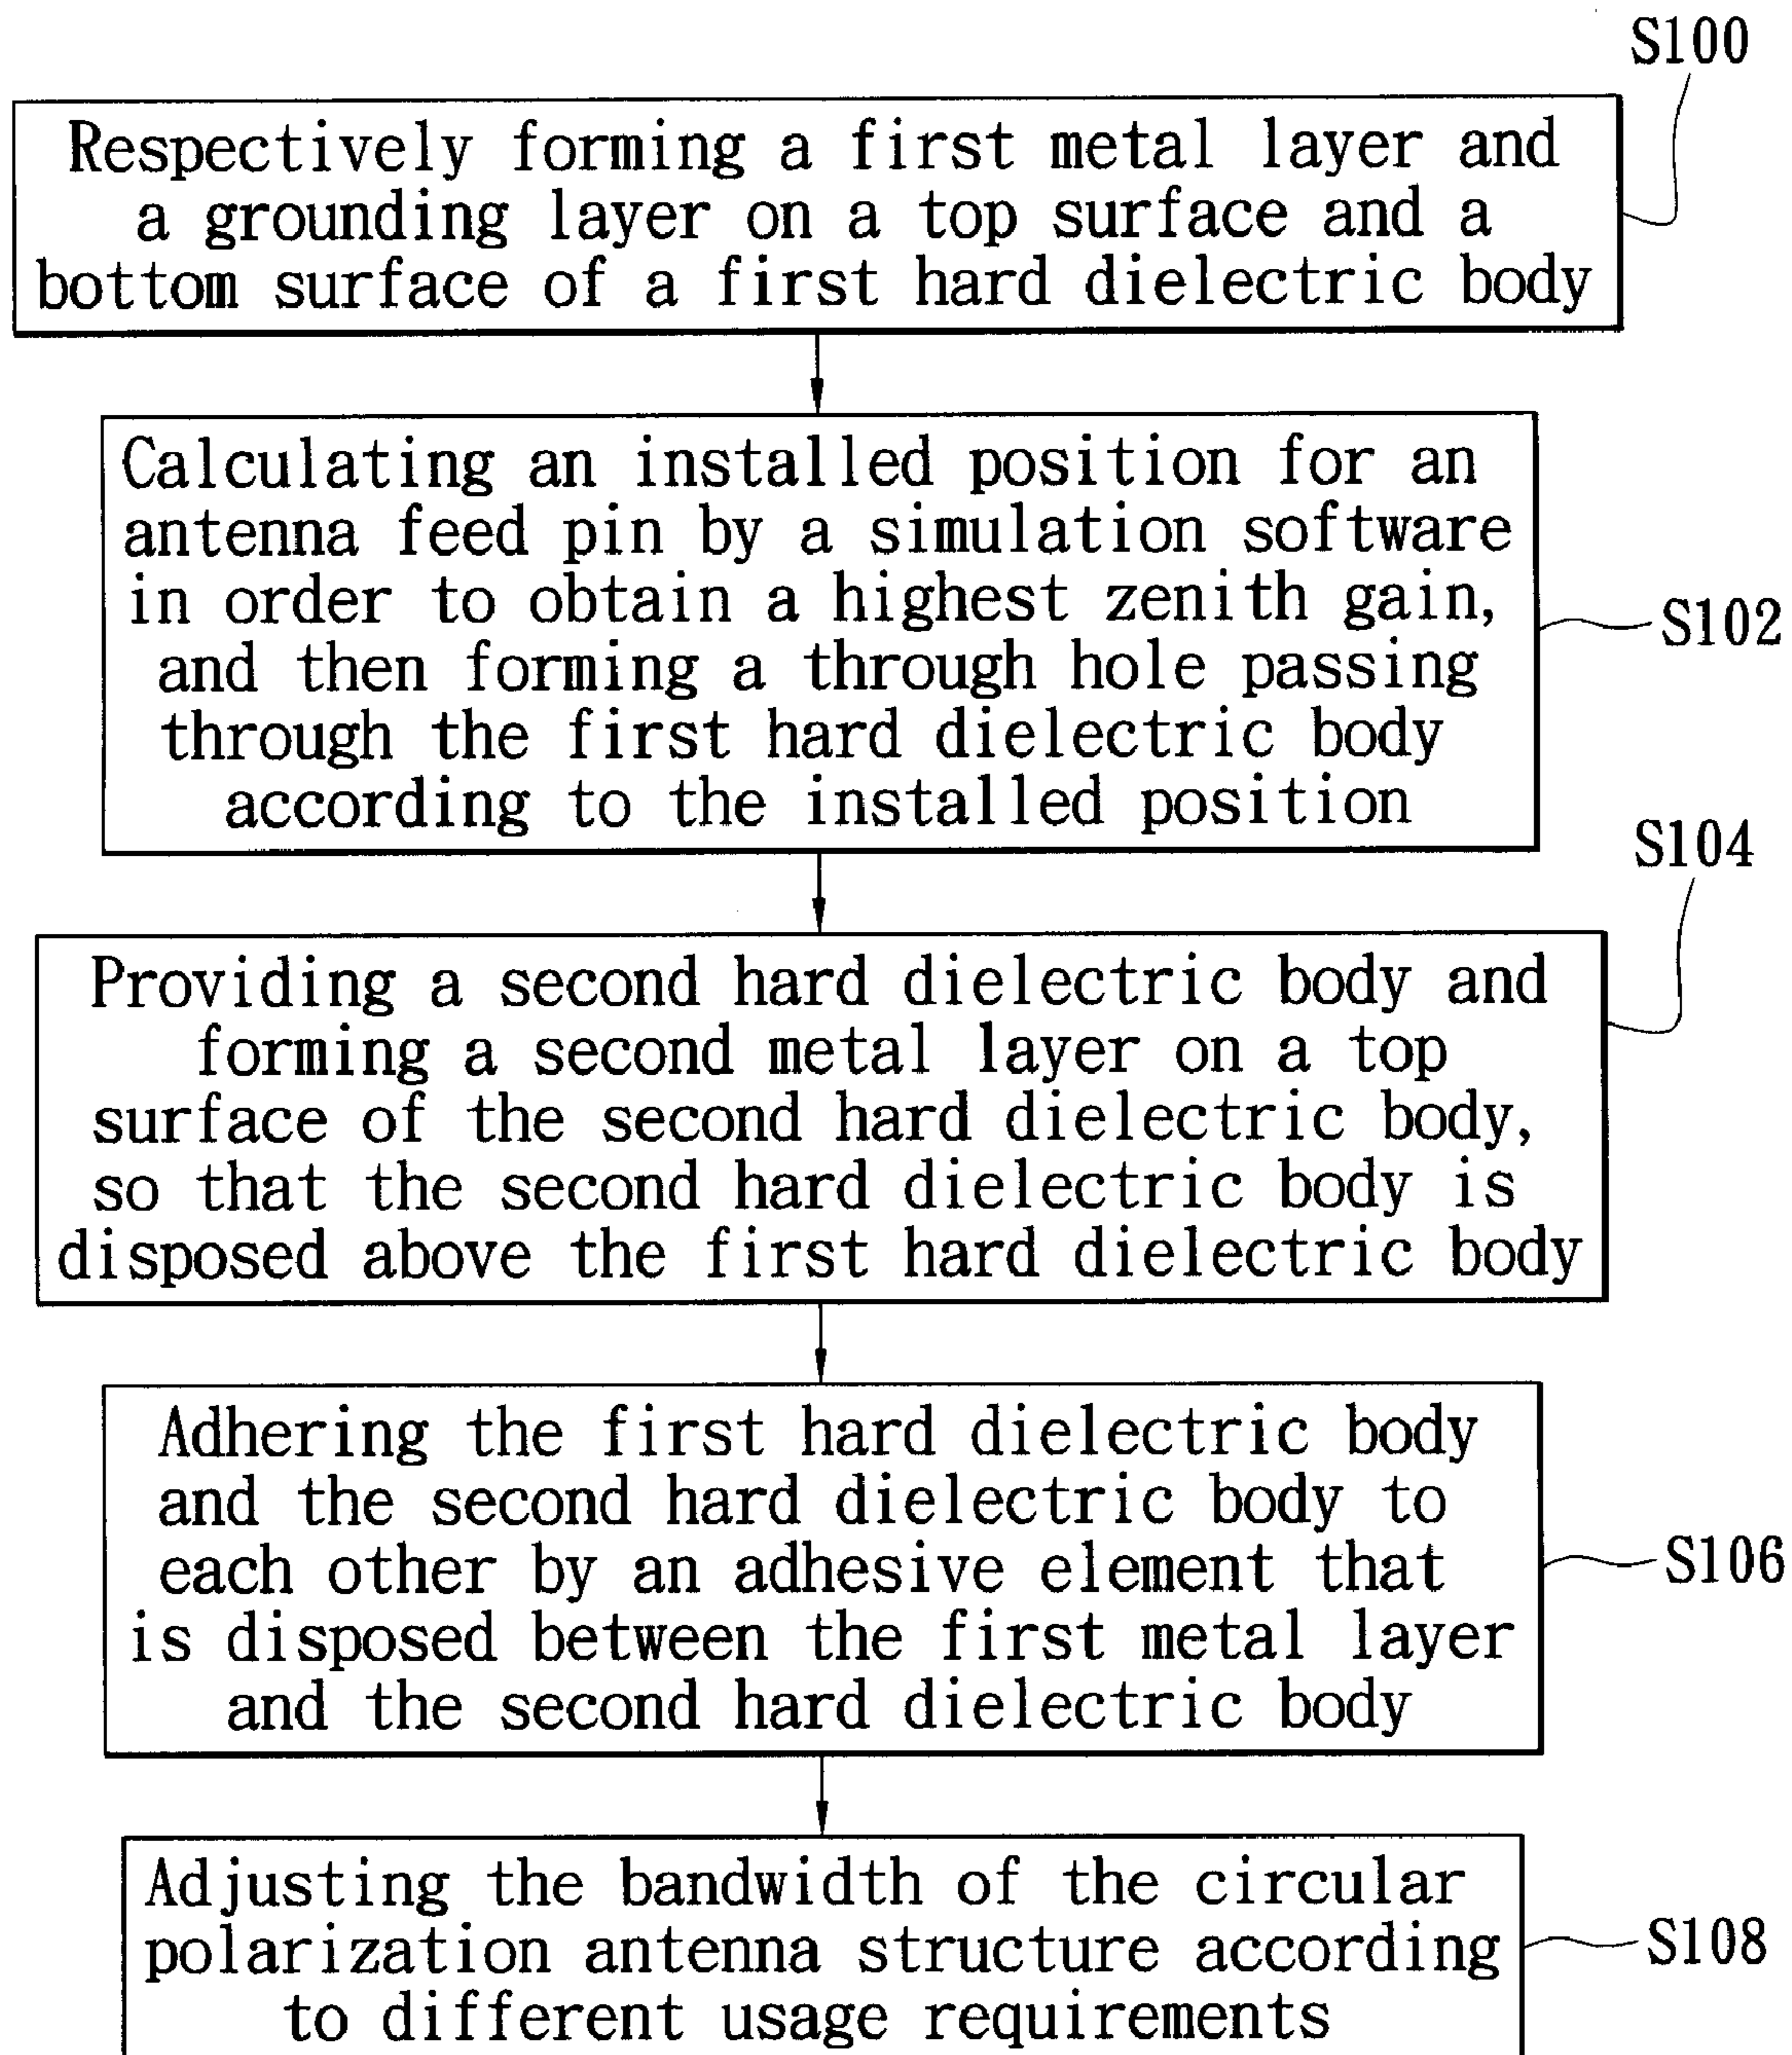 S100
Respectively forming a first metal layer and
a grounding layer on a top surface and a
bottom surface of a first hard dielectric body
Calculating an installed position for an
antenna feed pin by a simulation software
in order to obtain a highest zenith gain,
and then forming a through hole passing
through the first hard dielectric body
according to the installed position
S102
S104
Providing a second hard dielectric body and
forming a second metal layer on a top
surface of the second hard dielectric body,
so that the second hard dielectric body is
disposed above the first hard dielectric body
Adhering the first hard dielectric body
and the second hard dielectric body to
each other by an adhesive element that
is disposed between the first metal layer
and the second hard dielectric body
S106
Adjusting the bandwidth of the circular
polarization antenna structure according
to different usage requirements
S108